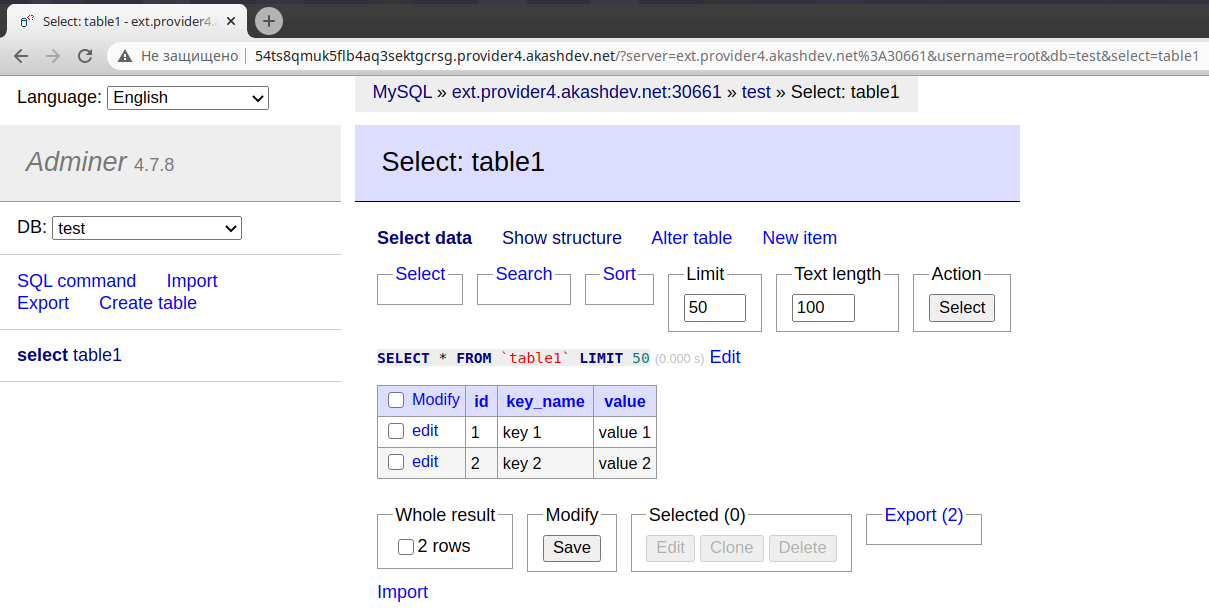 Select: table1 - ext.provider4.
Не защищено
54ts8qmuk5flb4aq3sektgcrsg.provider4.akashdev.net/?server=ext.provider4.akashdev.net%3A30661&username=root&db=test&select=table1
Language: English
MySQL » ext.provider4.akashdev.net:30661 » test » Select: table1
Adminer 4.7.8
Select: table1
DB: test
SQL command Import
Export Create table
select table1
Select data Show structure Alter table New item
Select Search Sort Limit Text length Action
50 100 Select
SELECT * FROM `table1` LIMIT 50 (0.000 s) Edit
Modify id key_name value
edit 1 key 1 value 1
edit 2 key 2 value 2
Whole result Modify Selected (0) Export (2)
2 rows Save Edit Clone Delete
Import